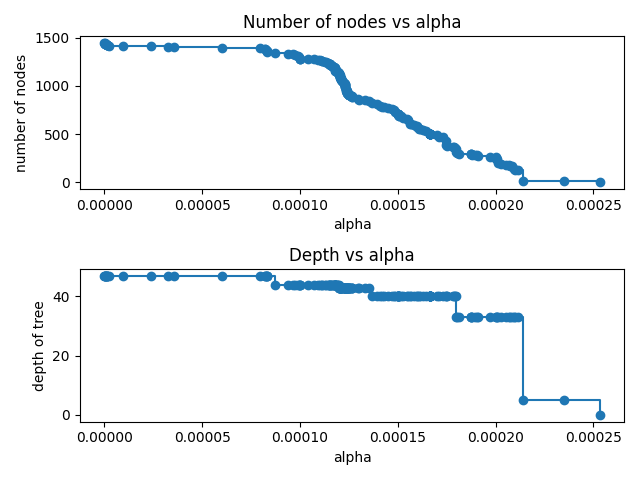 Number of nodes vs alpha
number of nodes
1500
1000
500
0
0.00000 0.00005 0.00010 0.00015 0.00020 0.00025
alpha
Depth vs alpha
depth of tree
40
20
0
0.00000 0.00005 0.00010 0.00015 0.00020 0.00025
alpha